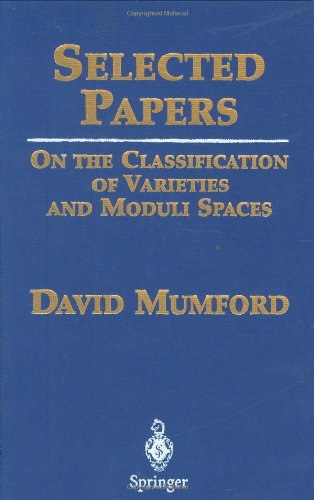 SELECTED
PAPERS
ON THE CLASSIFICATION
OF VARIETIES
AND MODULI SPACES
DAVID MUMFORD
Springer